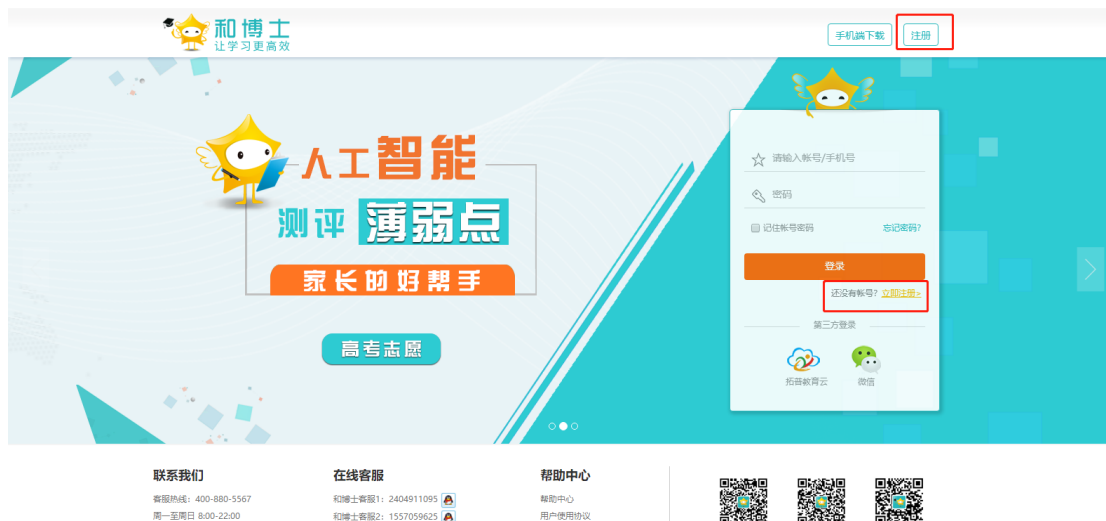 和博士
让学习更高效
手机端下载
注册
人工智能
测评 薄弱点
家长的好帮手
高考志愿
请输入帐号/手机号
密码
记住帐号密码
忘记密码?
登录
还没有帐号? 立即注册»
第三方登录
拓普教育云
微信
联系我们
客服热线: 400-880-5567
周一至周日 8:00-22:00
在线客服
和博士客服1: 2404911095
和博士客服2: 1557059625
帮助中心
帮助中心
用户使用协议